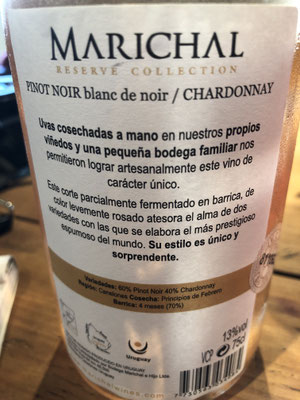 MARICHAL
RESERVE COLLECTION
PINOT NOIR blanc de noir / CHARDONNAY
Uvas cosechadas a mano en nuestros propios
viñedos y una pequeña bodega familiar nos
permitieron lograr artesanalmente este vino de
carácter único.
Este corte parcialmente fermentado en barrica, de
color levemente rosado atesora el alma de dos
variedades con las que se elabora el más prestigioso
espumoso del mundo. Su estilo es único y
sorprendente.
Variedades: 60% Pinot Noir 40% Chardonnay
Región: Canelones Cosecha: Principios de Febrero
Barrica: 4 meses (70%)
Uruguay
VCP
13%vol
75cl